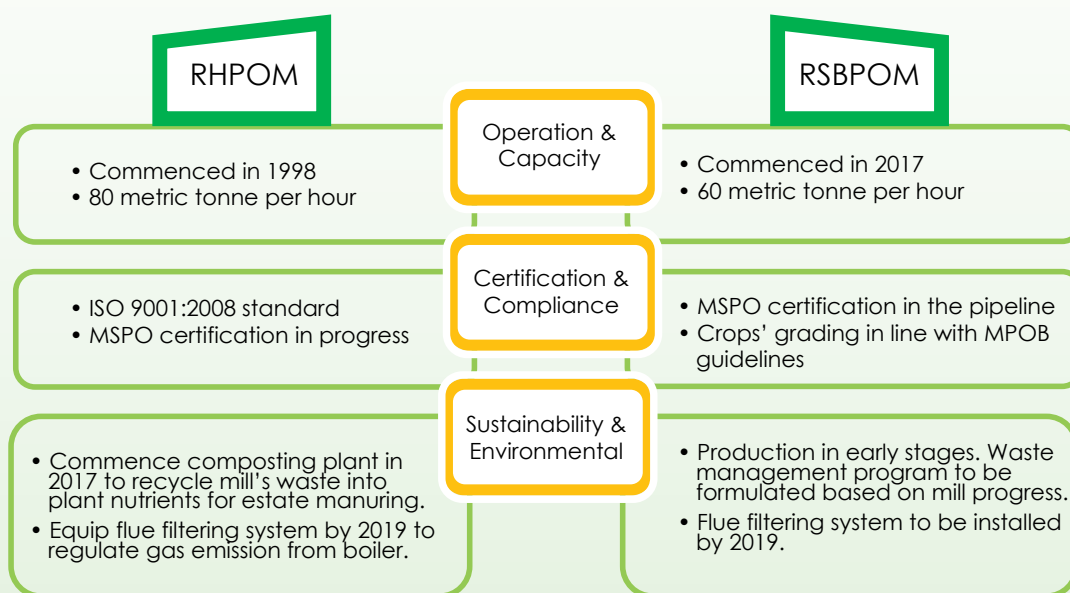 RHPOM
RSBPOM
Operation &
Capacity
• Commenced in 1998
• 80 metric tonne per hour
• Commenced in 2017
• 60 metric tonne per hour
Certification &
Compliance
• ISO 9001:2008 standard
• MSPO certification in progress
• MSPO certification in the pipeline
• Crops’ grading in line with MPOB
guidelines
Sustainability &
Environmental
• Commence composting plant in
2017 to recycle mill’s waste into
plant nutrients for estate manuring.
• Equip flue filtering system by 2019 to
regulate gas emission from boiler.
• Production in early stages. Waste
management program to be
formulated based on mill progress.
• Flue filtering system to be installed
by 2019.